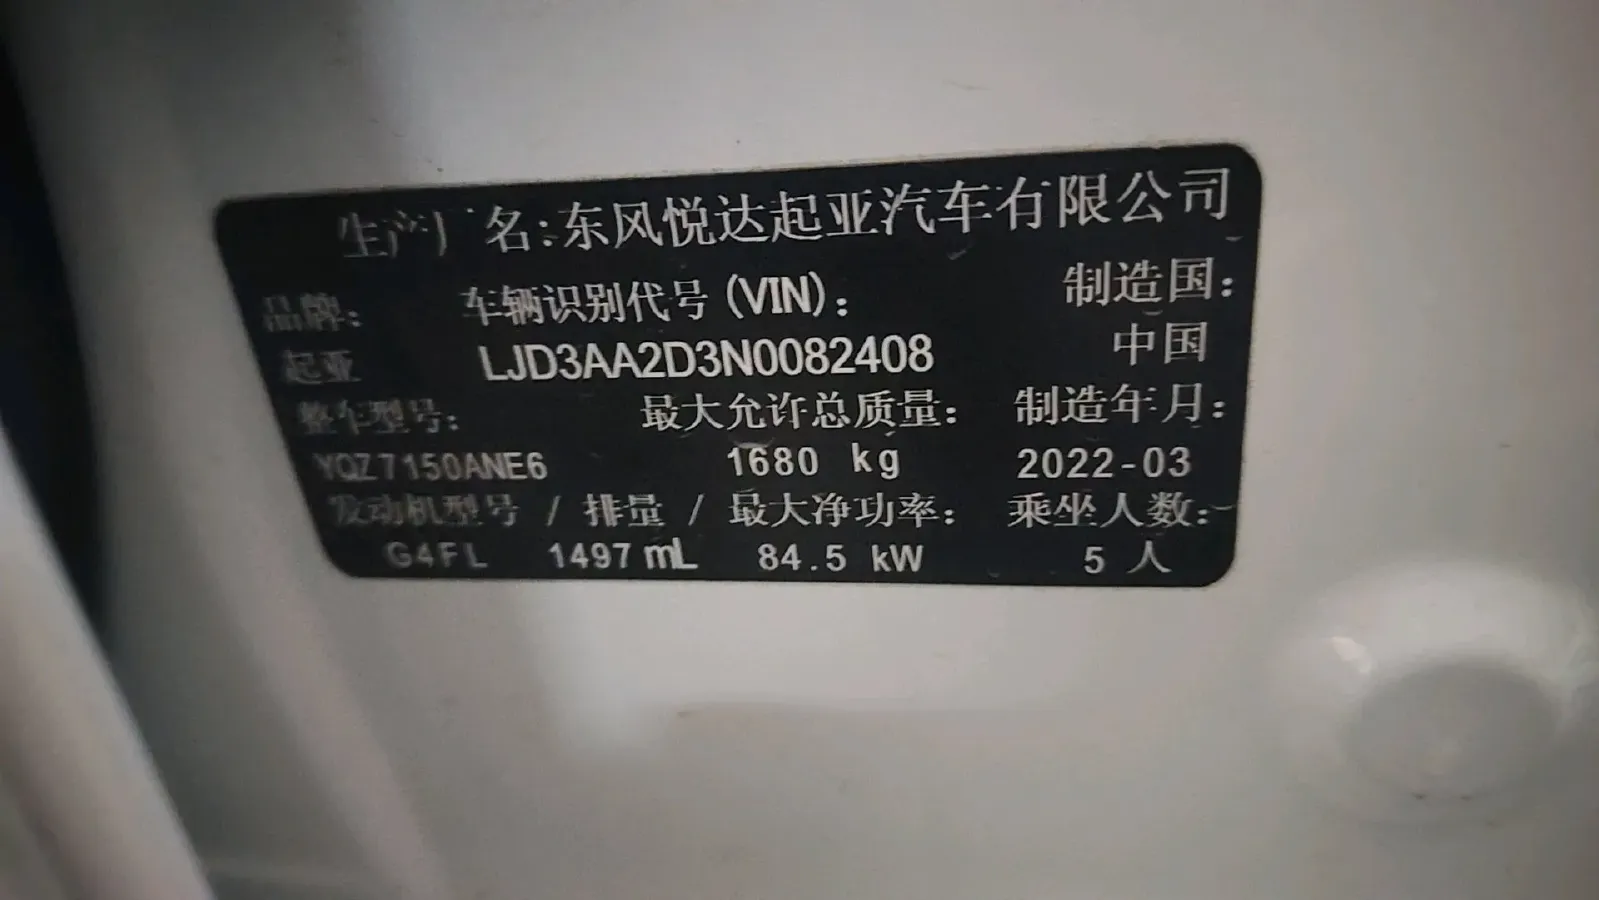 生产厂名:东风悦达起亚汽车有限公司
品牌: 车辆识别代号(VIN): 制造国:
起亚 LJD3AA2D3N0082408 中国
整车型号: 最大允许总质量: 制造年月:
YQZ7150ANE6 1680 kg 2022-03
发动机型号 / 排量 / 最大净功率: 乘坐人数:
G4FL 1497 mL 84.5 kW 5 人